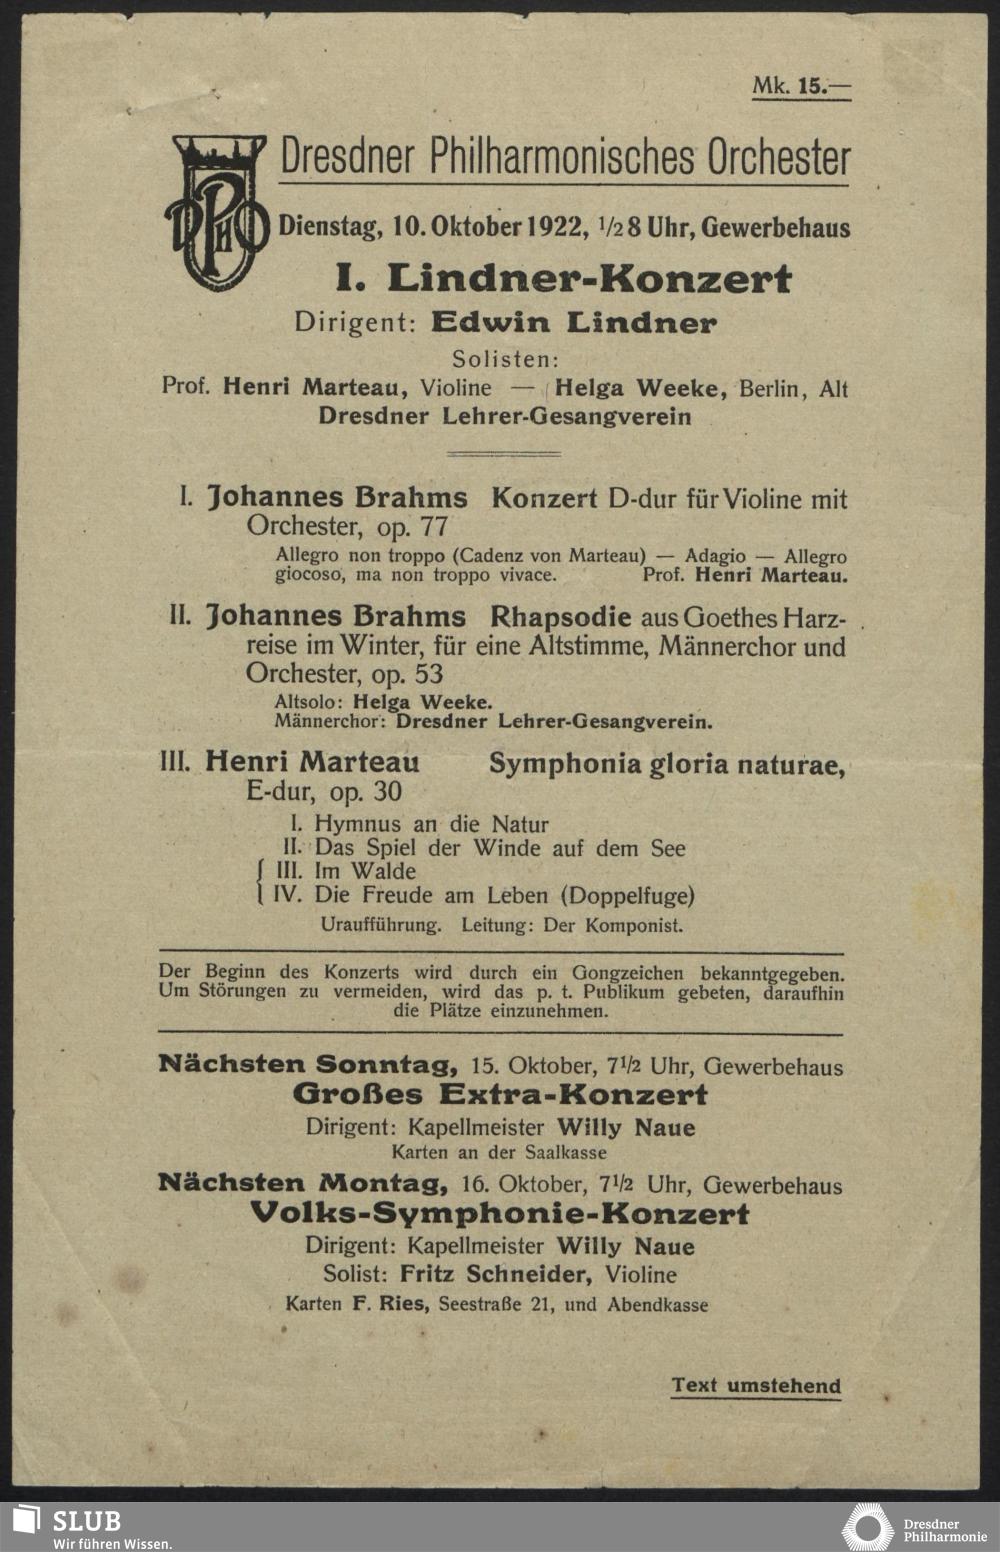 Mk. 15.—
DPhO
Dresdner Philharmonisches Orchester
Dienstag, 10. Oktober 1922, 1/2 8 Uhr, Gewerbehaus
I. Lindner-Konzert
Dirigent: Edwin Lindner
Solisten:
Prof. Henri Marteau, Violine — Helga Weeke, Berlin, Alt
Dresdner Lehrer-Gesangverein
I. Johannes Brahms Konzert D-dur für Violine mit
Orchester, op. 77
Allegro non troppo (Cadenz von Marteau) — Adagio — Allegro
giocoso, ma non troppo vivace. Prof. Henri Marteau.
II. Johannes Brahms Rhapsodie aus Goethes Harz-
reise im Winter, für eine Altstimme, Männerchor und
Orchester, op. 53
Altsolo: Helga Weeke.
Männerchor: Dresdner Lehrer-Gesangverein.
III. Henri Marteau Symphonia gloria naturae,
E-dur, op. 30
I. Hymnus an die Natur
II. Das Spiel der Winde auf dem See
III. Im Walde
IV. Die Freude am Leben (Doppelfuge)
Uraufführung. Leitung: Der Komponist.
Der Beginn des Konzerts wird durch ein Gongzeichen bekanntgegeben.
Um Störungen zu vermeiden, wird das p. t. Publikum gebeten, daraufhin
die Plätze einzunehmen.
Nächsten Sonntag, 15. Oktober, 7 1/2 Uhr, Gewerbehaus
Großes Extra-Konzert
Dirigent: Kapellmeister Willy Naue
Karten an der Saalkasse
Nächsten Montag, 16. Oktober, 7 1/2 Uhr, Gewerbehaus
Volks-Symphonie-Konzert
Dirigent: Kapellmeister Willy Naue
Solist: Fritz Schneider, Violine
Karten F. Ries, Seestraße 21, und Abendkasse
Text umstehend
SLUB
Wir führen Wissen.
Dresdner
Philharmonie